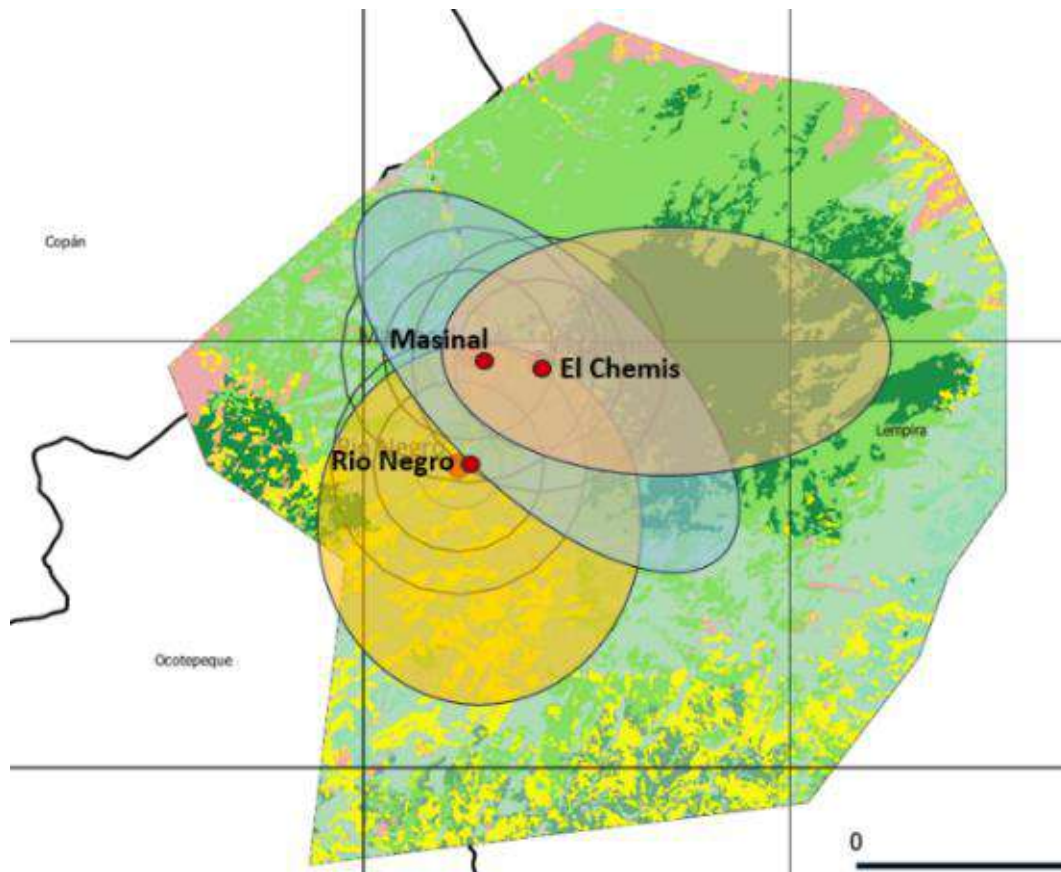 Copán
Masinal
El Chemis
Lempira
Rio Negro
Ocotepeque
0